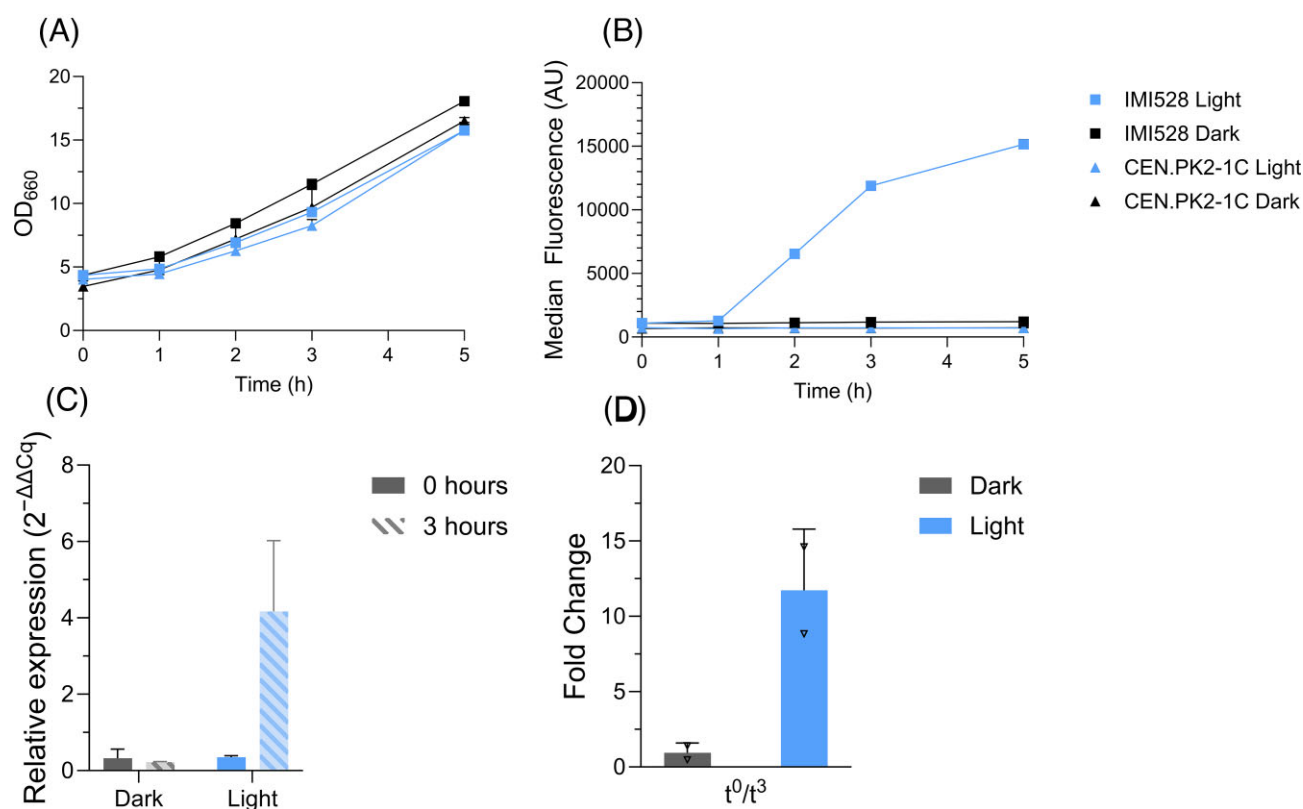 (A)
OD660
20
15
10
5
0
0 1 2 3 4 5
Time (h)
(B)
Median Fluorescence (AU)
20000
15000
10000
5000
0
0 1 2 3 4 5
Time (h)
IMI528 Light
IMI528 Dark
CEN.PK2-1C Light
CEN.PK2-1C Dark
(C)
Relative expression (2−ΔΔCq)
8
6
4
2
0
Dark Light
0 hours
3 hours
(D)
Fold Change
20
15
10
5
0
t0/t3
Dark
Light